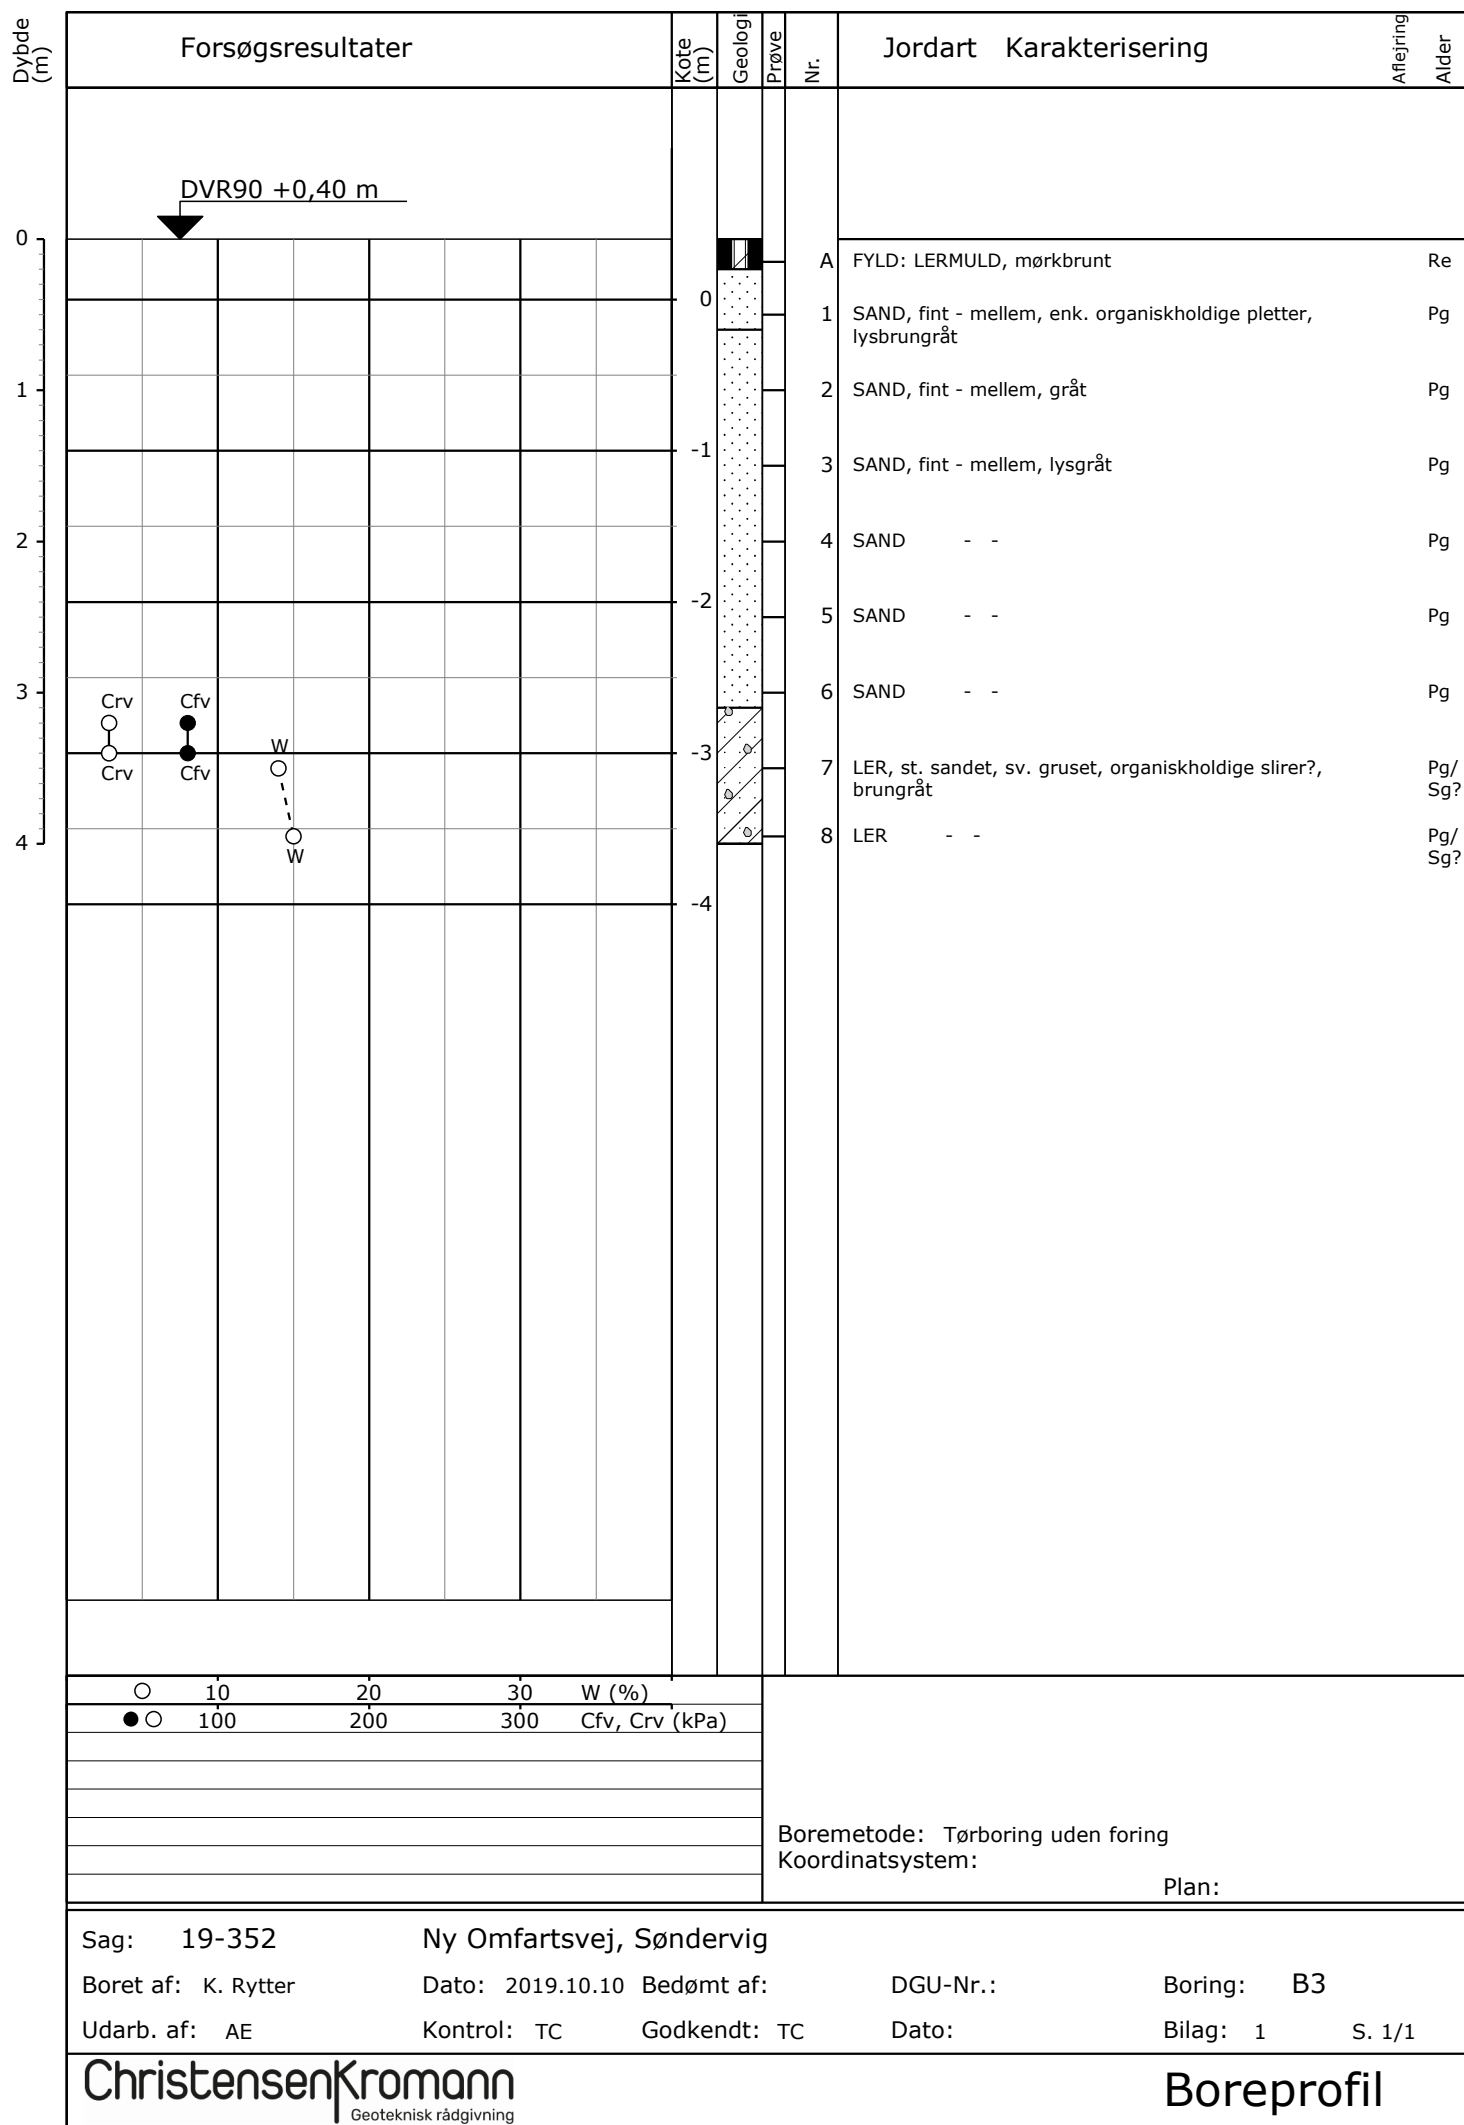 Dybde (m)
Forsøgsresultater
Kote (m)
Geologi
Prøve
Nr.
Jordart Karakterisering
Aflejring
Alder
DVR90 +0,40 m
0
A FYLD: LERMULD, mørkbrunt Re
0
1 SAND, fint - mellem, enk. organiskholdige pletter, Pg
lysbrungråt
1
2 SAND, fint - mellem, gråt Pg
-1
3 SAND, fint - mellem, lysgråt Pg
2
4 SAND - - Pg
-2
5 SAND - - Pg
3
6 SAND - - Pg
Crv Cfv
W
-3
Crv Cfv
7 LER, st. sandet, sv. gruset, organiskholdige slirer?, Pg/
brungråt Sg?
4
8 LER - - Pg/
W
Sg?
-4
10 20 30 W (%)
100 200 300 Cfv, Crv (kPa)
Boremetode: Tørboring uden foring
Koordinatsystem:
Plan:
Sag: 19-352 Ny Omfartsvej, Søndervig
Boret af: K. Rytter Dato: 2019.10.10 Bedømt af: DGU-Nr.: Boring: B3
Udarb. af: AE Kontrol: TC Godkendt: TC Dato: Bilag: 1 S. 1/1
ChristensenKromann
Geoteknisk rådgivning
Boreprofil